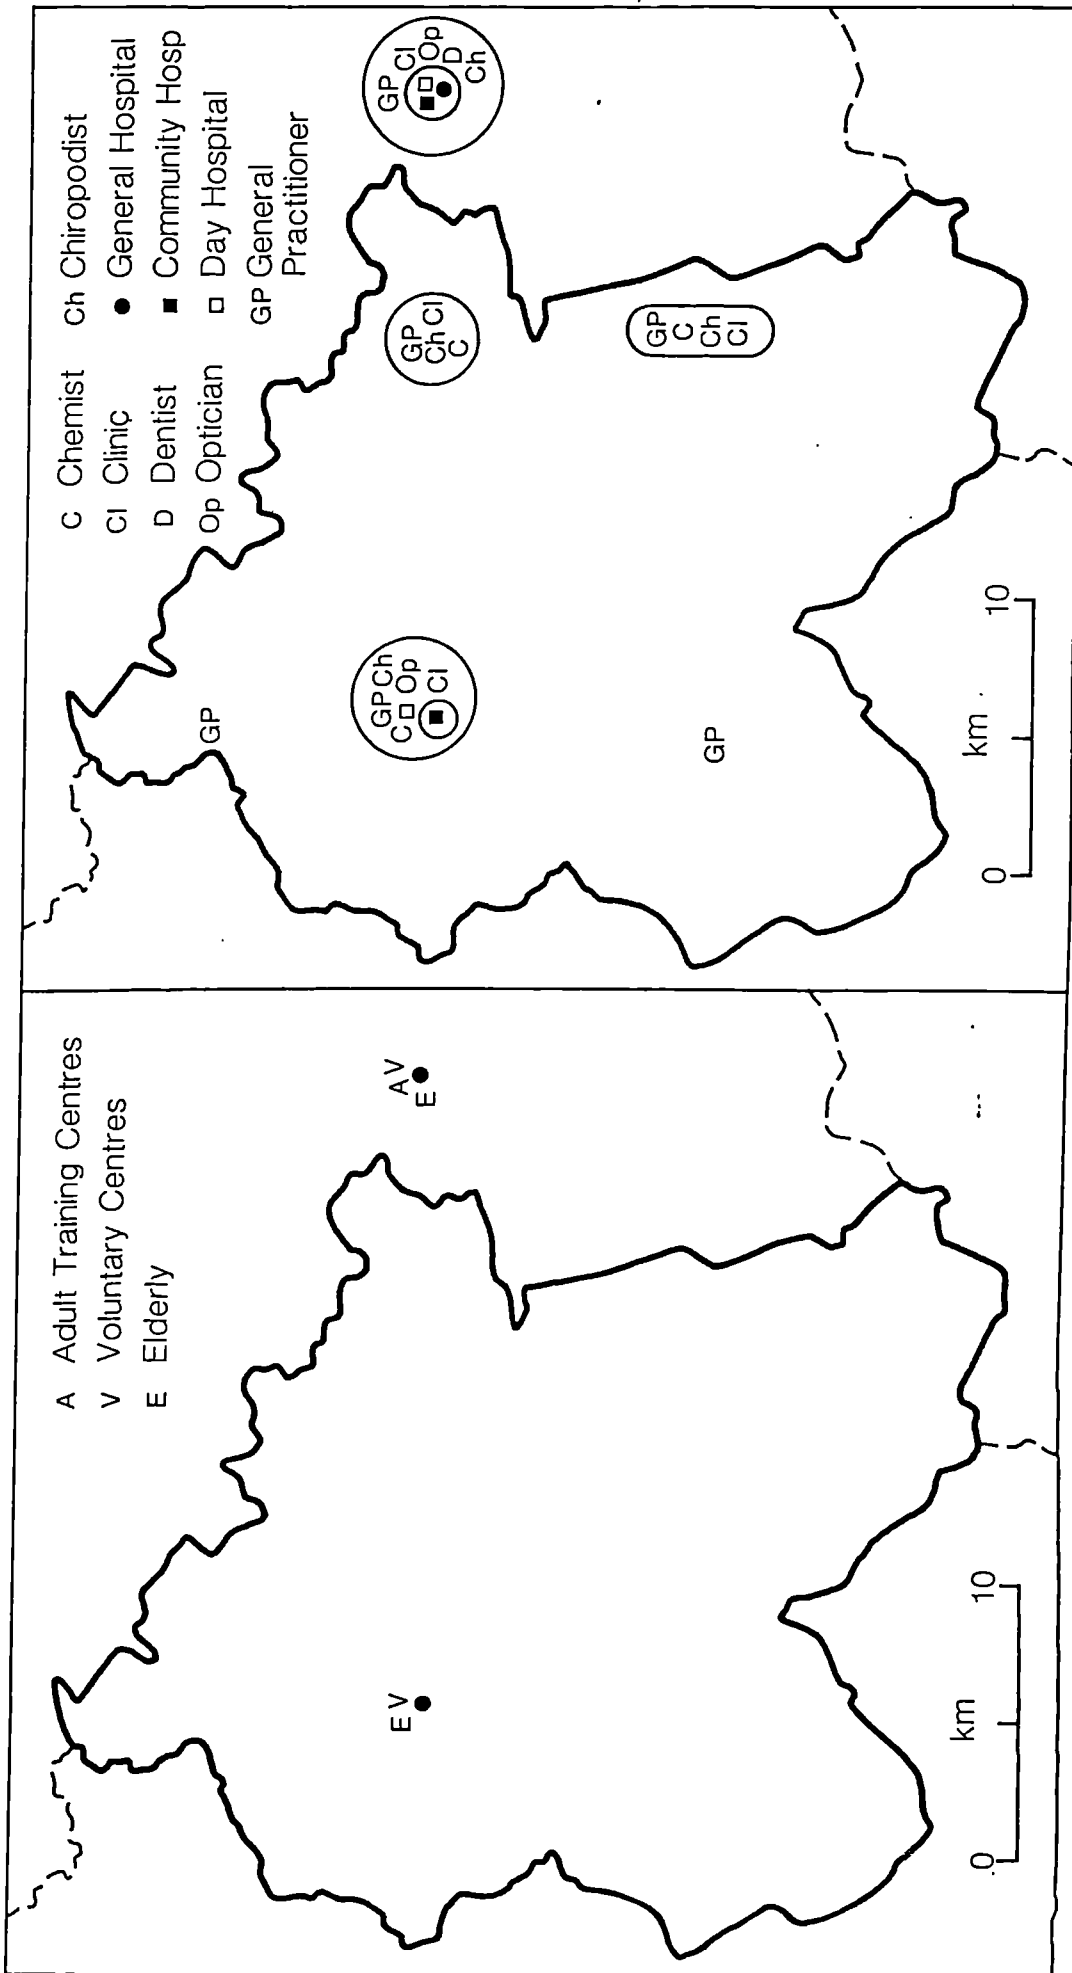 A Adult Training Centres
V Voluntary Centres
E Elderly
A V
E
E V
0 km 10
C Chemist
Cl Clinic
D Dentist
Op Optician
Ch Chiropodist
● General Hospital
■ Community Hosp
□ Day Hospital
GP General
Practitioner
GP
Cl
Op
D
Ch
GP
Ch Cl
C
GP
C
Ch
Cl
GP
GP Ch
C □ Op
■ Cl
GP
0 km 10